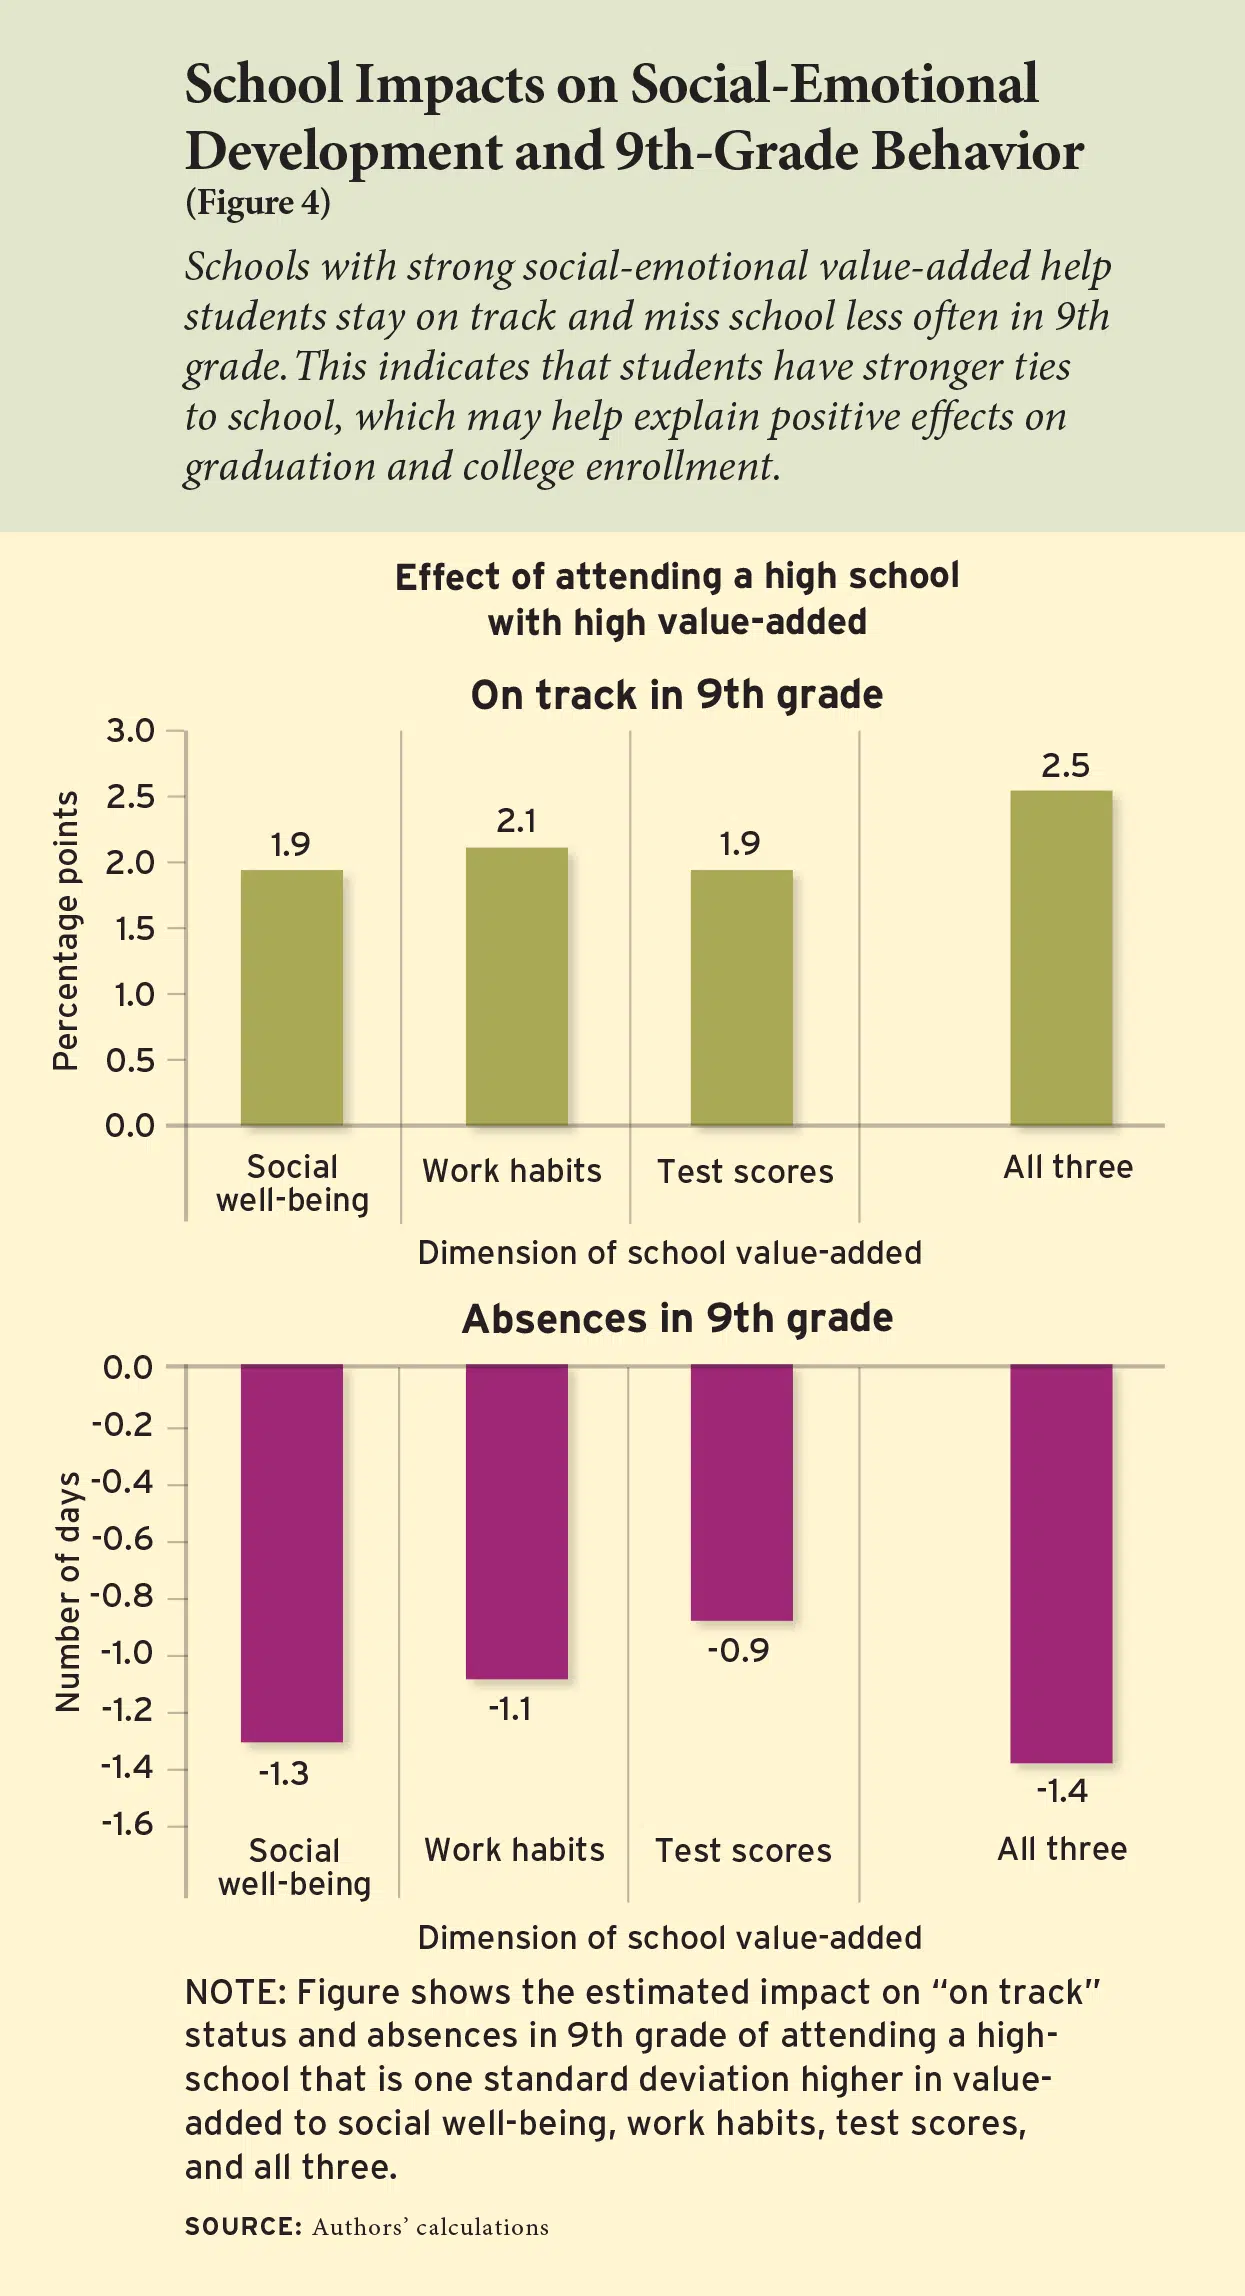 School Impacts on Social-Emotional
Development and 9th-Grade Behavior
(Figure 4)
Schools with strong social-emotional value-added help
students stay on track and miss school less often in 9th
grade. This indicates that students have stronger ties
to school, which may help explain positive effects on
graduation and college enrollment.
Effect of attending a high school
with high value-added
On track in 9th grade
Percentage points
3.0
2.5
2.0
1.5
1.0
0.5
0.0
1.9
2.1
1.9
2.5
Social
well-being
Work habits
Test scores
All three
Dimension of school value-added
Absences in 9th grade
Number of days
0.0
-0.2
-0.4
-0.6
-0.8
-1.0
-1.2
-1.4
-1.6
-1.3
-1.1
-0.9
-1.4
Social
well-being
Work habits
Test scores
All three
Dimension of school value-added
NOTE: Figure shows the estimated impact on “on track”
status and absences in 9th grade of attending a high-
school that is one standard deviation higher in value-
added to social well-being, work habits, test scores,
and all three.
SOURCE: Authors’ calculations